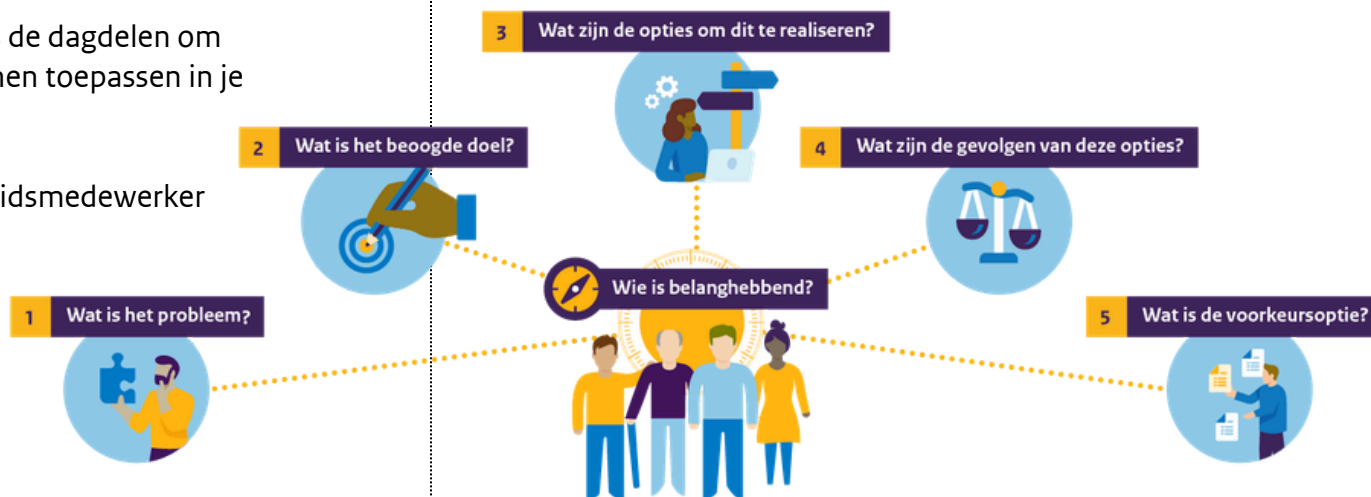 de dagdelen om
toepassen in je
3 Wat zijn de opties om dit te realiseren?
2 Wat is het beoogde doel?
4 Wat zijn de gevolgen van deze opties?
Wie is belanghebbend?
1 Wat is het probleem?
5 Wat is de voorkeursoptie?